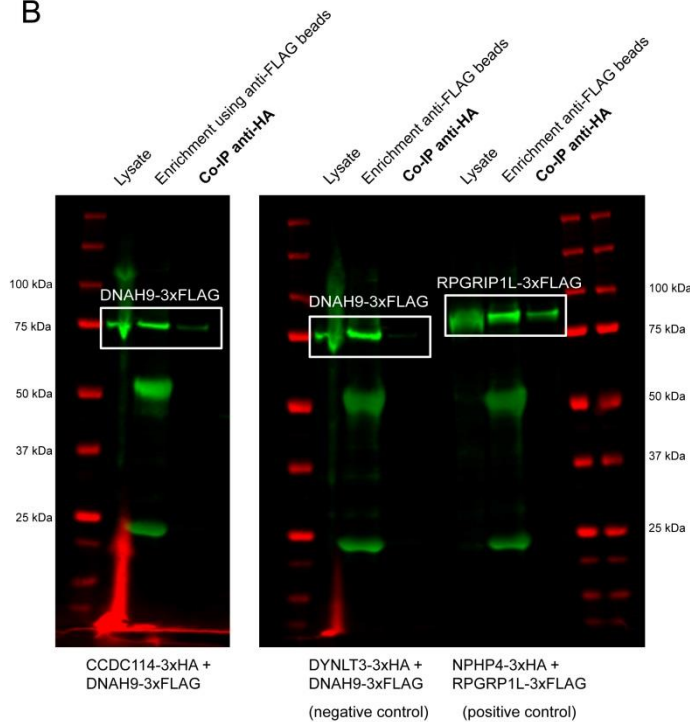 B
Lysate
Enrichment using anti-FLAG beads
Co-IP anti-HA
Lysate
Enrichment anti-FLAG beads
Co-IP anti-HA
Lysate
Enrichment anti-FLAG beads
Co-IP anti-HA
100 kDa
DNAH9-3xFLAG
75 kDa
50 kDa
37 kDa
25 kDa
DNAH9-3xFLAG
RPGRIP1L-3xFLAG
100 kDa
75 kDa
50 kDa
37 kDa
25 kDa
CCDC114-3xHA +
DNAH9-3xFLAG
DYNLT3-3xHA +
DNAH9-3xFLAG
(negative control)
NPHP4-3xHA +
RPGRP1L-3xFLAG
(positive control)